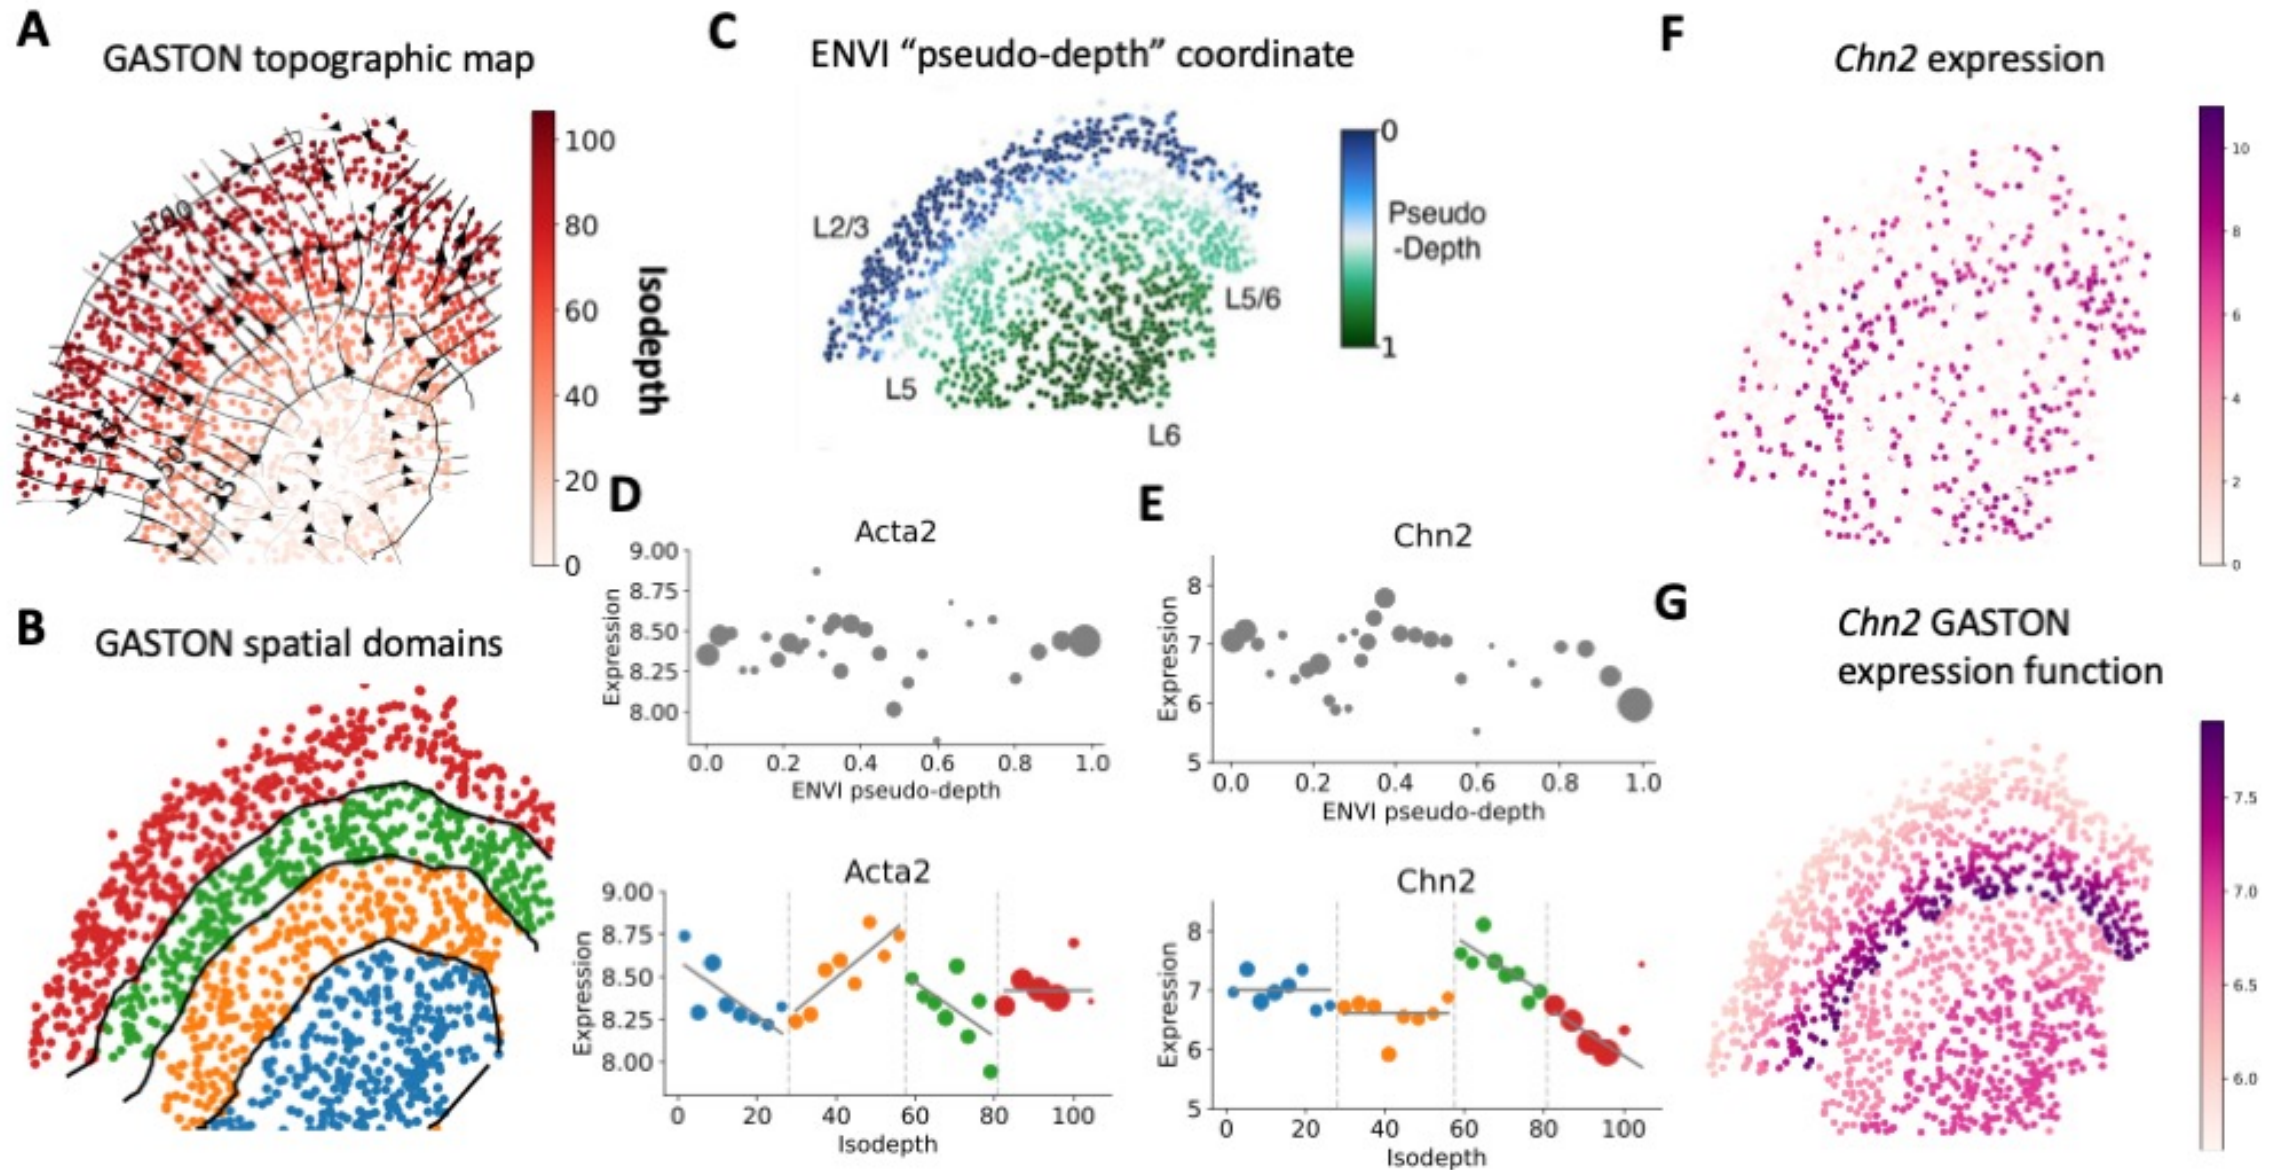 A
GASTON topographic map
100
80
60
40
20
0
Isodepth
100
50
B
GASTON spatial domains
C
ENVI “pseudo-depth” coordinate
0
Pseudo
-Depth
1
L2/3
L5
L5/6
L6
D
Acta2
9.00
8.75
8.50
8.25
8.00
Expression
0.0 0.2 0.4 0.6 0.8 1.0
ENVI pseudo-depth
Acta2
9.00
8.75
8.50
8.25
8.00
Expression
0 20 40 60 80 100
Isodepth
E
Chn2
8
7
6
5
Expression
0.0 0.2 0.4 0.6 0.8 1.0
ENVI pseudo-depth
Chn2
8
7
6
5
Expression
0 20 40 60 80 100
Isodepth
F
Chn2 expression
10
8
6
4
2
0
G
Chn2 GASTON
expression function
7.5
7.0
6.5
6.0